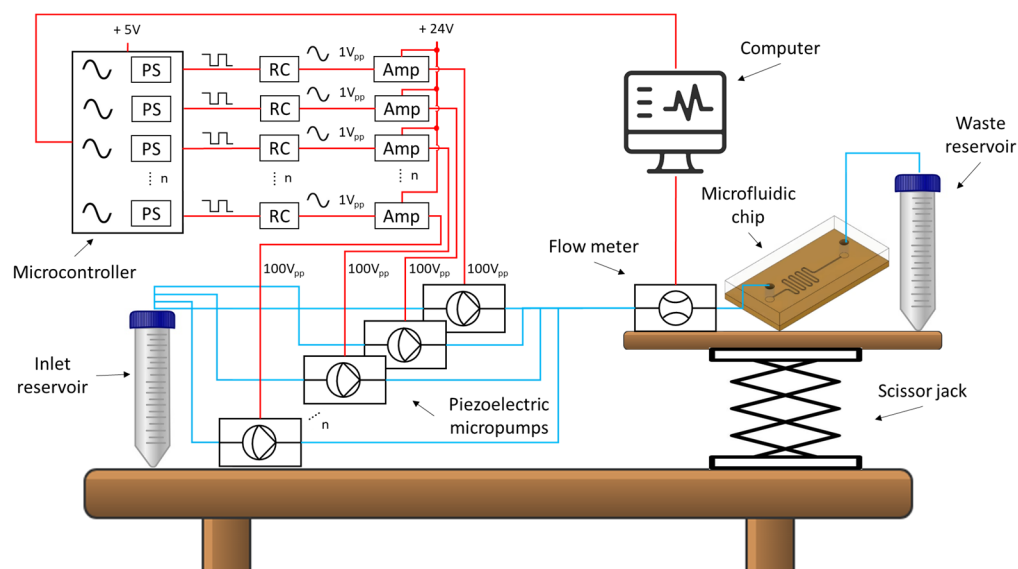 + 5V
+ 24V
PS
RC
1Vpp
Amp
PS
RC
1Vpp
Amp
PS
RC
1Vpp
Amp
n
n
n
PS
RC
1Vpp
Amp
Microcontroller
100Vpp
100Vpp
100Vpp
100Vpp
Computer
Waste
reservoir
Microfluidic
chip
Flow meter
Inlet
reservoir
Piezoelectric
micropumps
n
Scissor jack